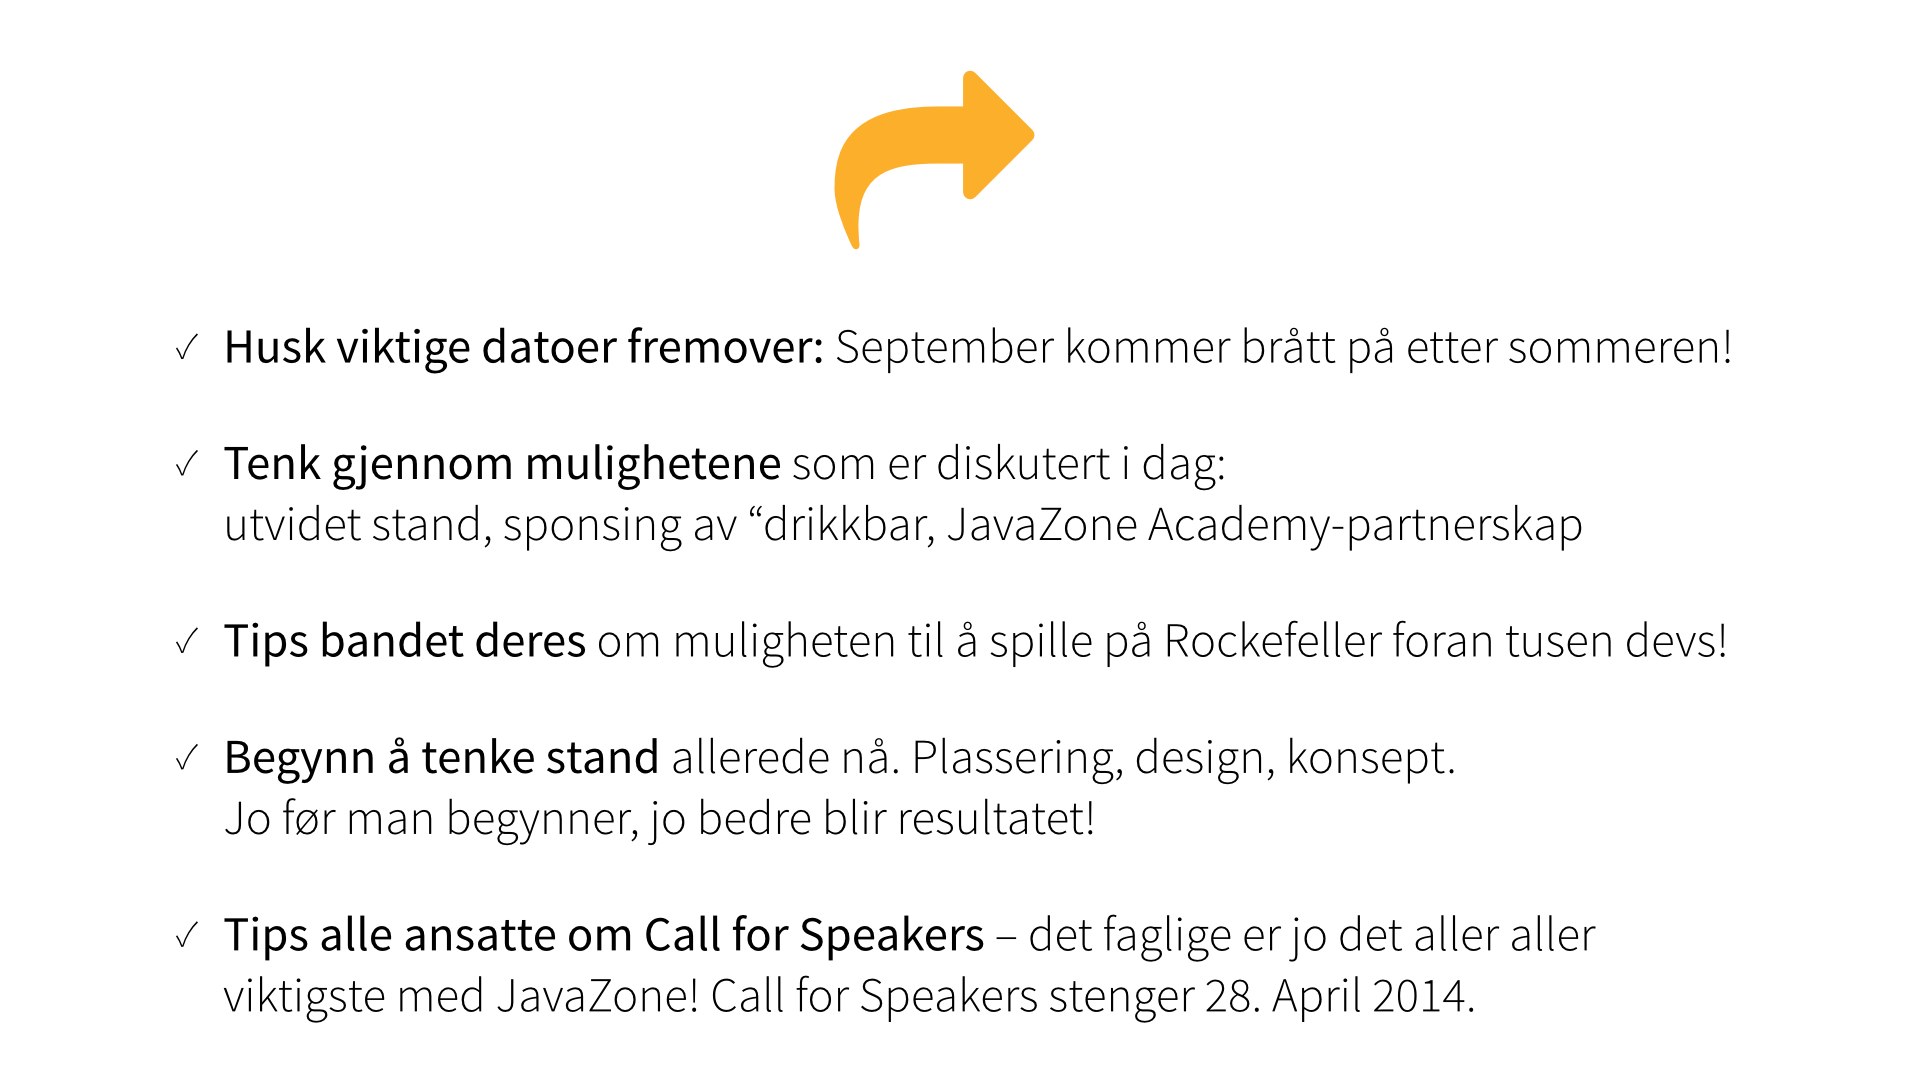 ✓ Husk viktige datoer fremover: September kommer brått på etter sommeren!
✓ Tenk gjennom mulighetene som er diskutert i dag:
utvidet stand, sponsing av “drikkbar, JavaZone Academy-partnerskap
✓ Tips bandet deres om muligheten til å spille på Rockefeller foran tusen devs!
✓ Begynn å tenke stand allerede nå. Plassering, design, konsept.
Jo før man begynner, jo bedre blir resultatet!
✓ Tips alle ansatte om Call for Speakers – det faglige er jo det aller aller
viktigste med JavaZone! Call for Speakers stenger 28. April 2014.